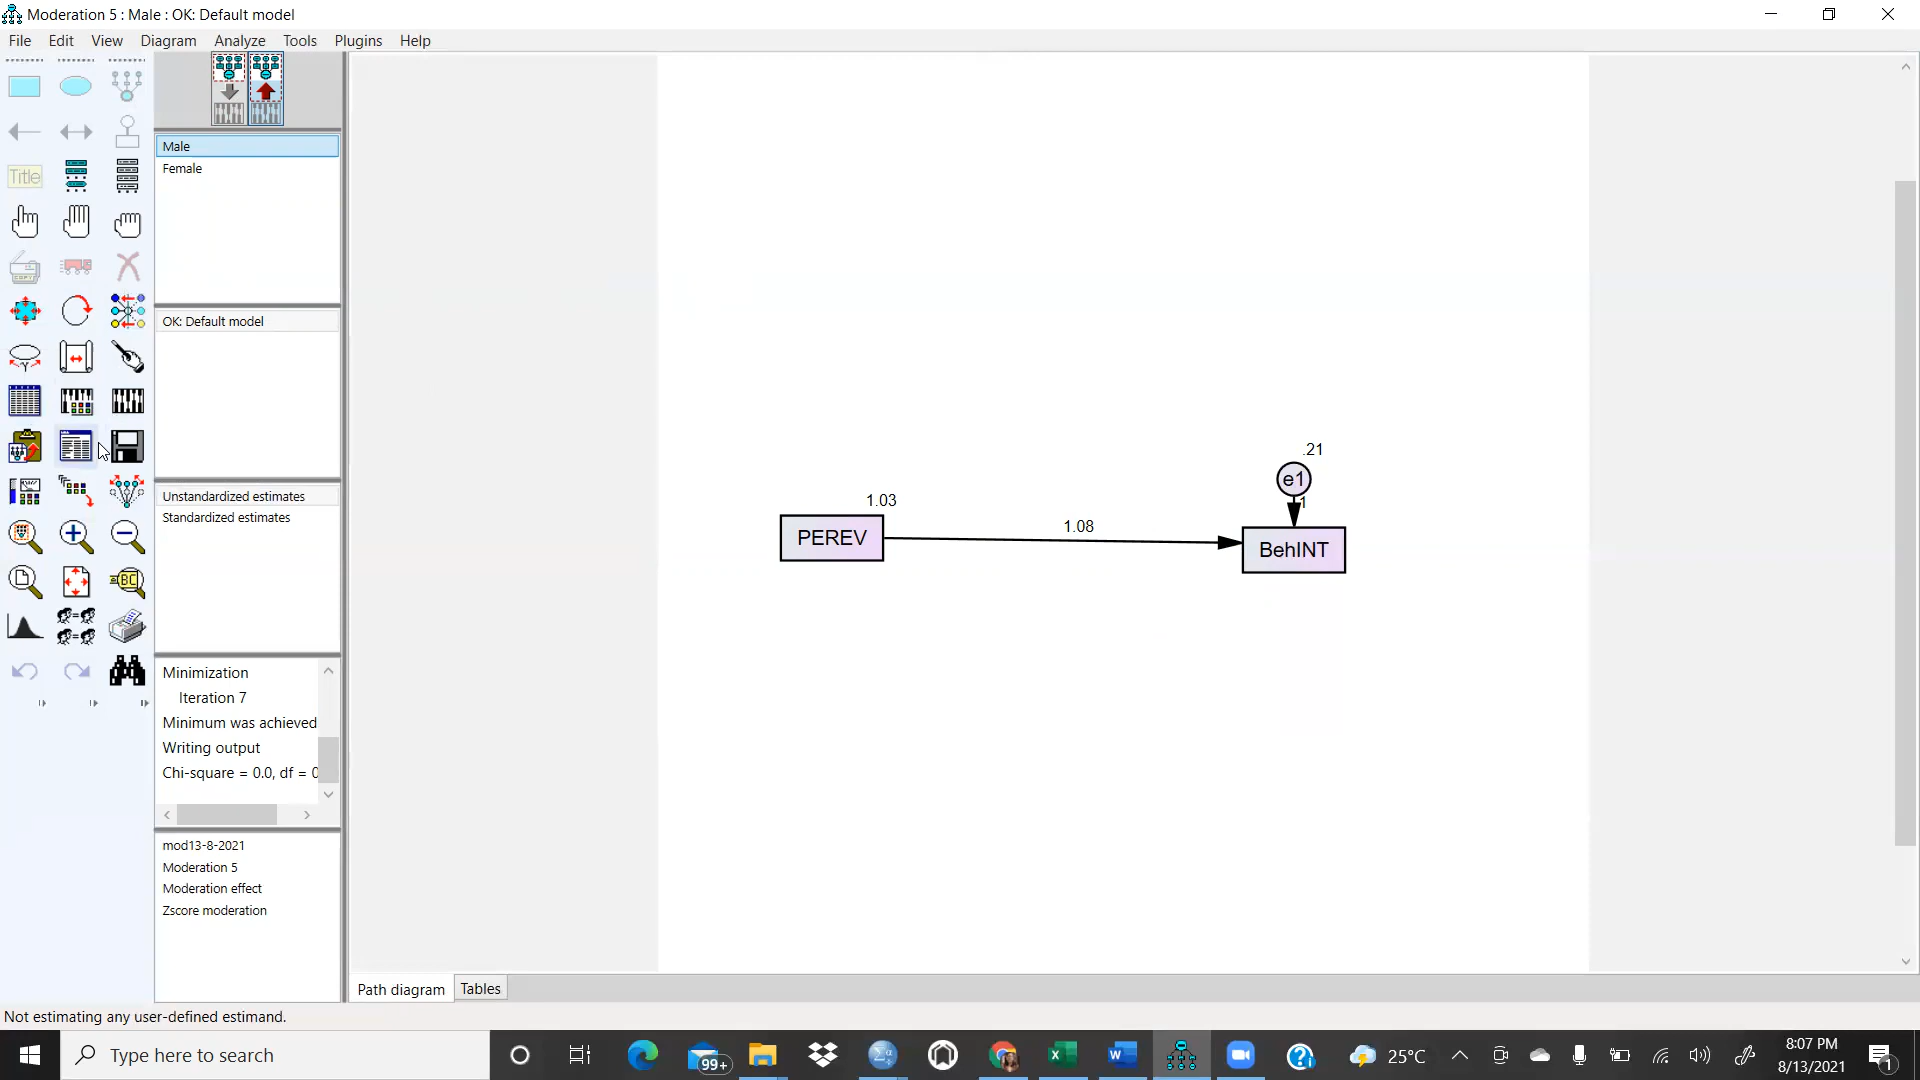 Moderation 5 : Male : OK: Default model
File Edit View Diagram Analyze Tools Plugins Help
Title
Male
Female
OK: Default model
Unstandardized estimates
Standardized estimates
Minimization
Iteration 7
Minimum was achieved
Writing output
Chi-square = 0.0, df = 0
mod13-8-2021
Moderation 5
Moderation effect
Zscore moderation
.21
e1
1
1.03
PEREV
1.08
BehINT
Path diagram Tables
Not estimating any user-defined estimand.
Type here to search
99+
25°C
8:07 PM
8/13/2021
1